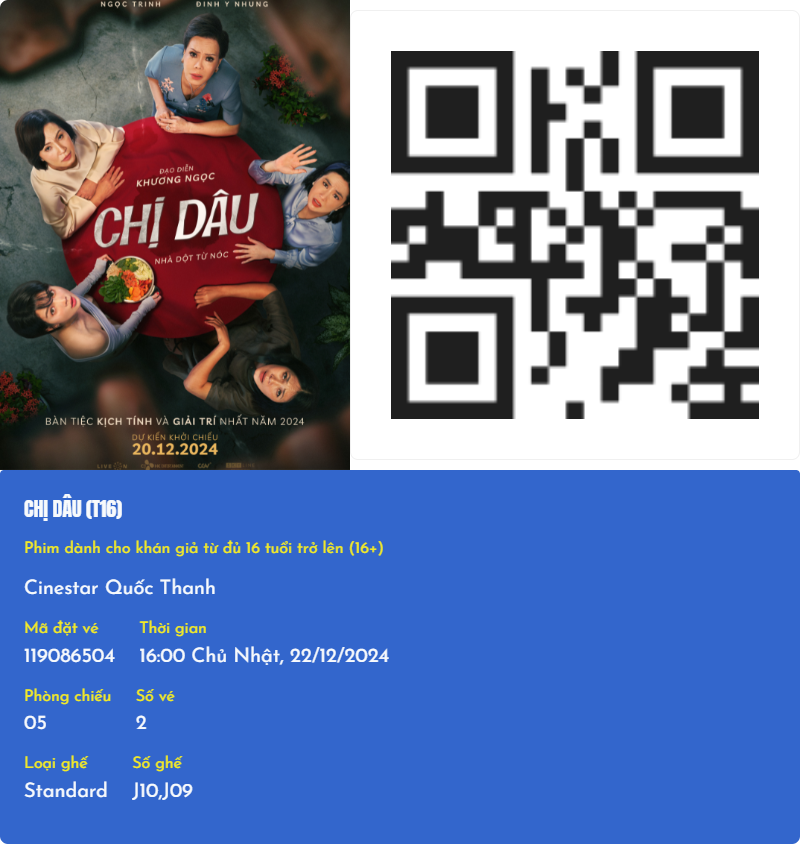 NGỌC TRINH ĐINH Y NHUNG
ĐẠO DIỄN
KHƯƠNG NGỌC
CHỊ DÂU
NHÀ DỘT TỪ NÓC
BÀN TIỆC KỊCH TÍNH VÀ GIẢI TRÍ NHẤT NĂM 2024
DỰ KIẾN KHỞI CHIẾU
20.12.2024
CHỊ DÂU (T16)
Phim dành cho khán giả từ đủ 16 tuổi trở lên (16+)
Cinestar Quốc Thanh
Mã đặt vé Thời gian
119086504 16:00 Chủ Nhật, 22/12/2024
Phòng chiếu Số vé
05 2
Loại ghế Số ghế
Standard J10,J09